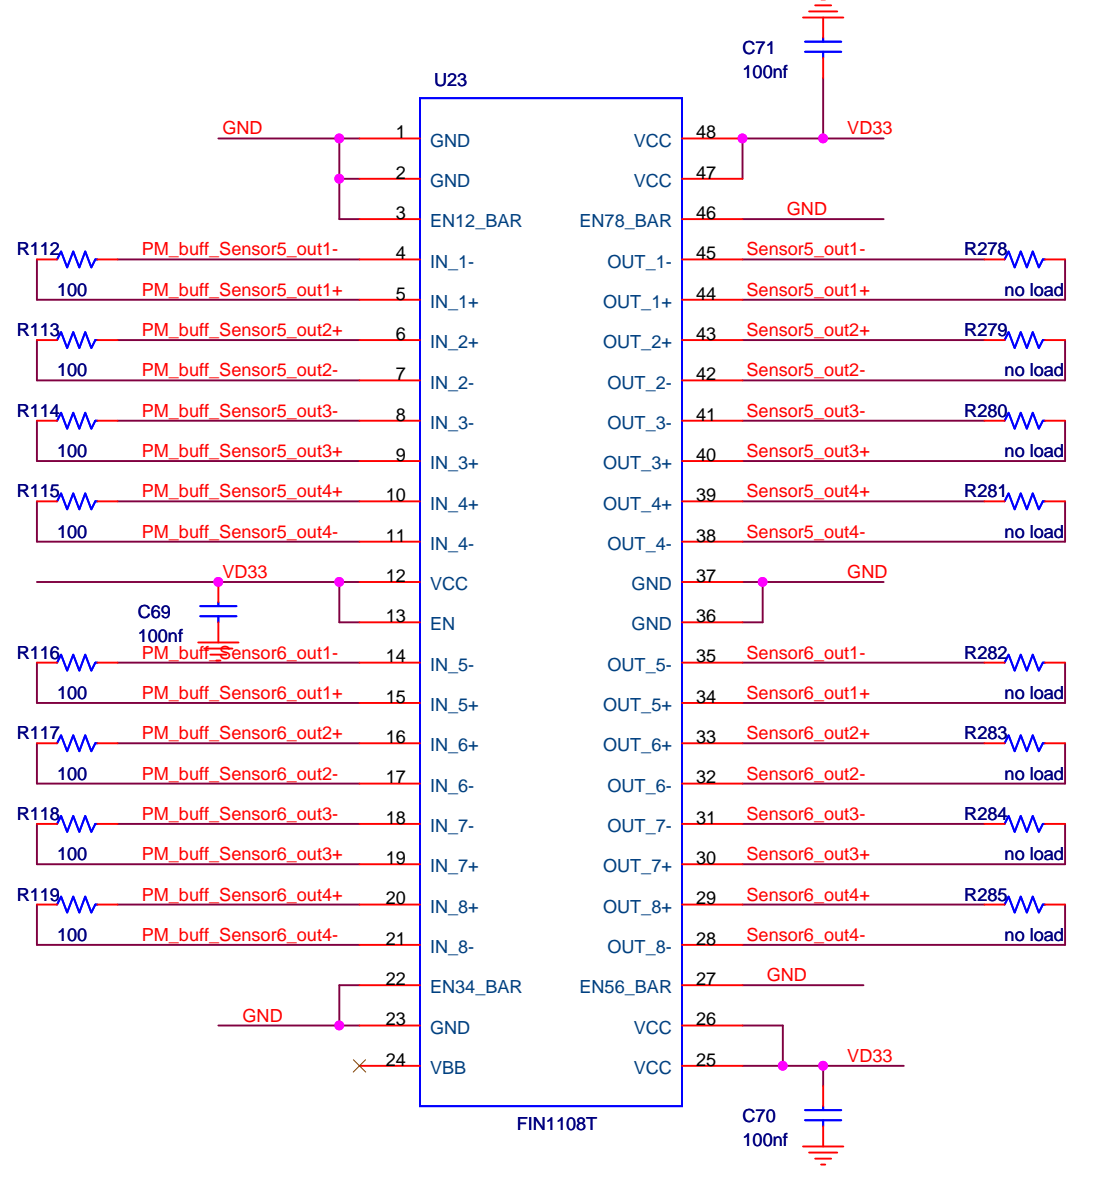 C71
100nf
U23
GND 1 GND VCC 48 VD33
2 GND VCC 47
3 EN12_BAR EN78_BAR 46 GND
R112 PM_buff_Sensor5_out1- 4 IN_1- OUT_1- 45 Sensor5_out1- R278
100 PM_buff_Sensor5_out1+ 5 IN_1+ OUT_1+ 44 Sensor5_out1+ no load
R113 PM_buff_Sensor5_out2+ 6 IN_2+ OUT_2+ 43 Sensor5_out2+ R279
100 PM_buff_Sensor5_out2- 7 IN_2- OUT_2- 42 Sensor5_out2- no load
R114 PM_buff_Sensor5_out3- 8 IN_3- OUT_3- 41 Sensor5_out3- R280
100 PM_buff_Sensor5_out3+ 9 IN_3+ OUT_3+ 40 Sensor5_out3+ no load
R115 PM_buff_Sensor5_out4+ 10 IN_4+ OUT_4+ 39 Sensor5_out4+ R281
100 PM_buff_Sensor5_out4- 11 IN_4- OUT_4- 38 Sensor5_out4- no load
VD33 12 VCC GND 37 GND
C69 13 EN GND 36
100nf
R116 PM_buff_Sensor6_out1- 14 IN_5- OUT_5- 35 Sensor6_out1- R282
100 PM_buff_Sensor6_out1+ 15 IN_5+ OUT_5+ 34 Sensor6_out1+ no load
R117 PM_buff_Sensor6_out2+ 16 IN_6+ OUT_6+ 33 Sensor6_out2+ R283
100 PM_buff_Sensor6_out2- 17 IN_6- OUT_6- 32 Sensor6_out2- no load
R118 PM_buff_Sensor6_out3- 18 IN_7- OUT_7- 31 Sensor6_out3- R284
100 PM_buff_Sensor6_out3+ 19 IN_7+ OUT_7+ 30 Sensor6_out3+ no load
R119 PM_buff_Sensor6_out4+ 20 IN_8+ OUT_8+ 29 Sensor6_out4+ R285
100 PM_buff_Sensor6_out4- 21 IN_8- OUT_8- 28 Sensor6_out4- no load
22 EN34_BAR EN56_BAR 27 GND
GND 23 GND VCC 26
24 VBB VCC 25 VD33
C70
FIN1108T
100nf